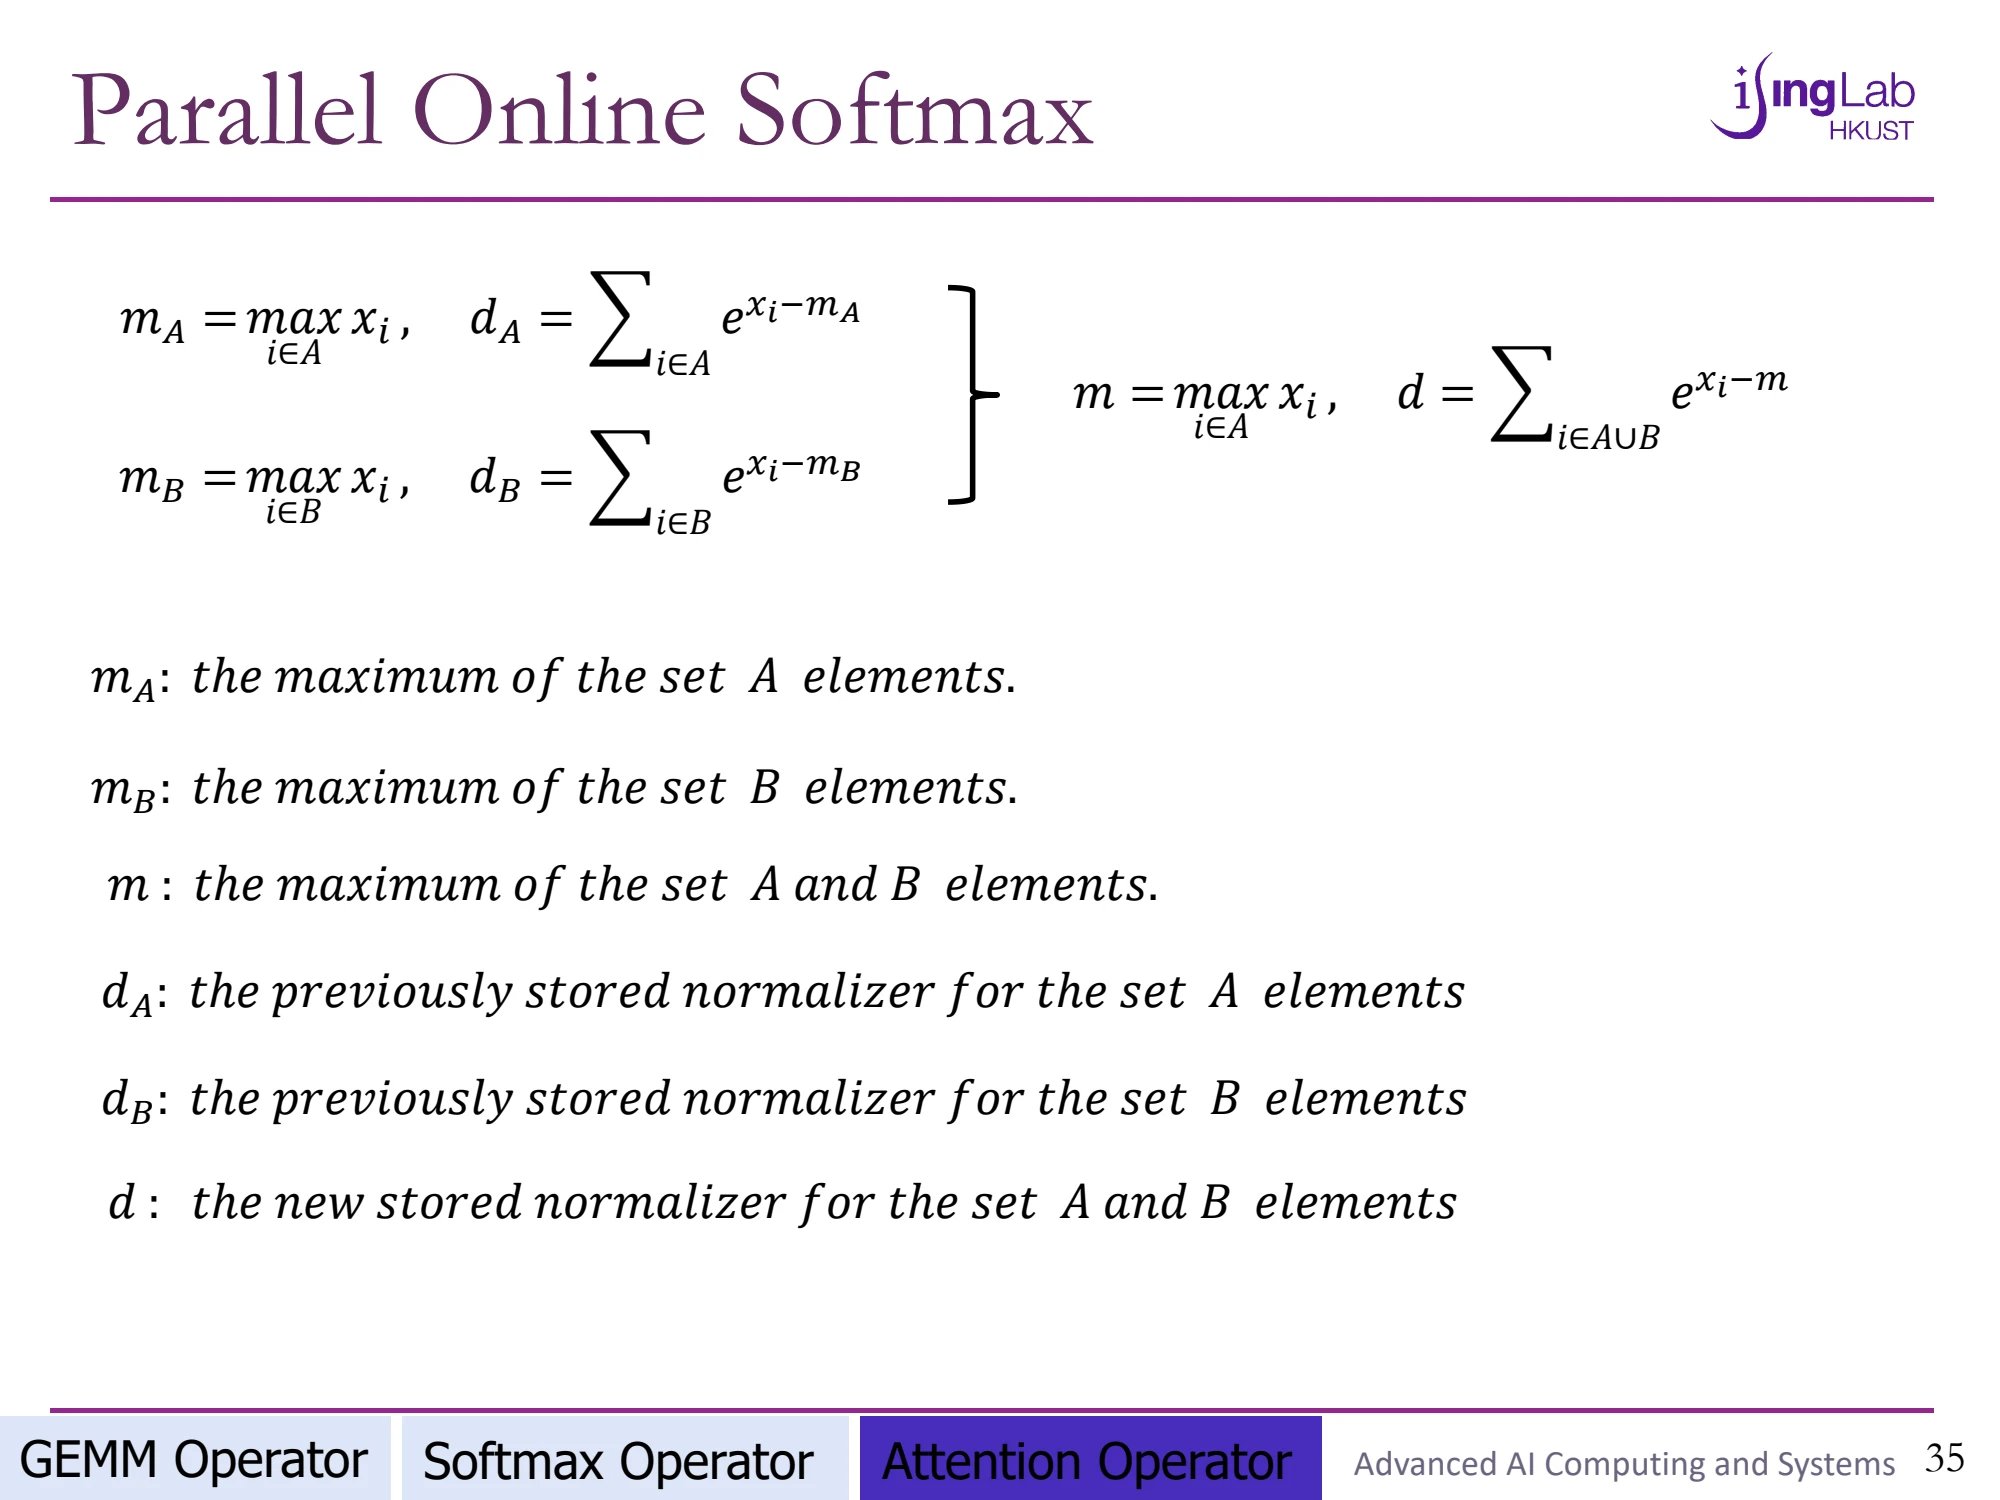 Parallel Online Softmax
iSingLab
HKUST
m_A = max_{i∈A} x_i , d_A = ∑_{i∈A} e^{x_i−m_A}
m_B = max_{i∈B} x_i , d_B = ∑_{i∈B} e^{x_i−m_B}
m = max_{i∈A} x_i , d = ∑_{i∈A∪B} e^{x_i−m}
m_A: the maximum of the set A elements.
m_B: the maximum of the set B elements.
m : the maximum of the set A and B elements.
d_A: the previously stored normalizer for the set A elements
d_B: the previously stored normalizer for the set B elements
d : the new stored normalizer for the set A and B elements
GEMM Operator
Softmax Operator
Attention Operator
Advanced AI Computing and Systems
35